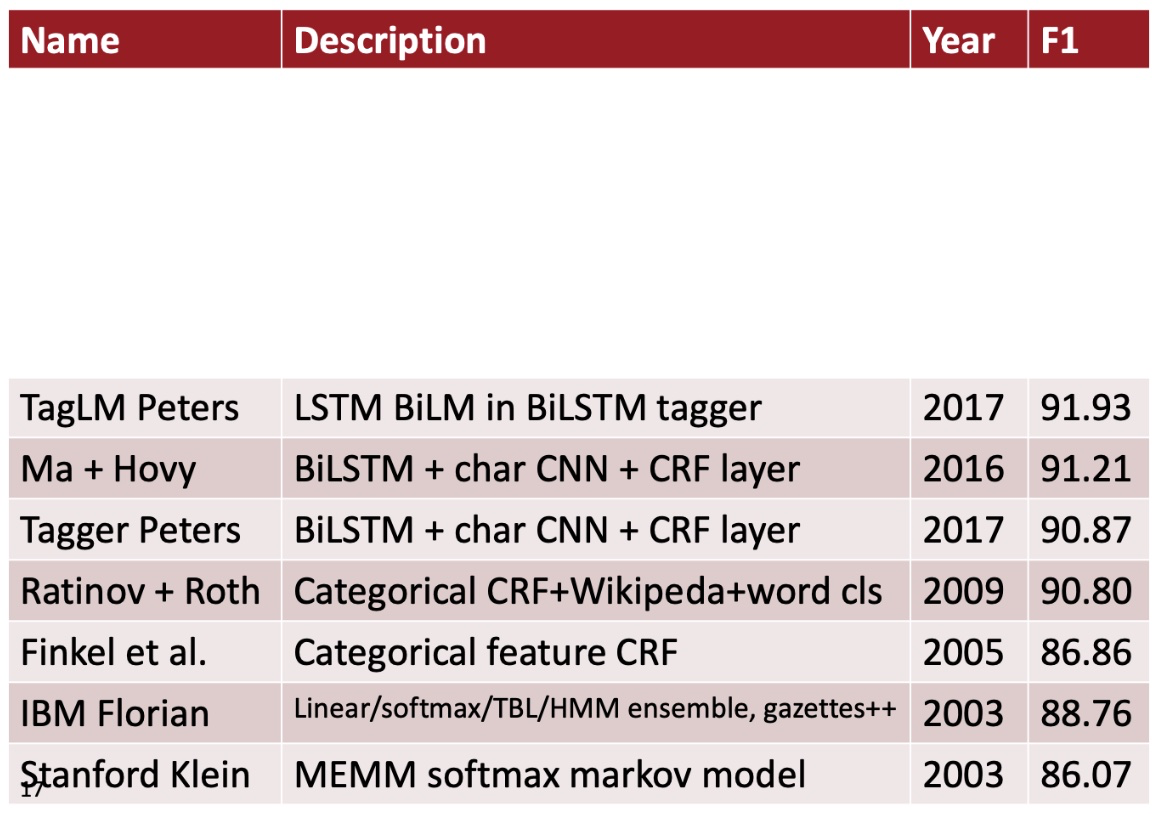 Name Description Year F1
TagLM Peters LSTM BiLM in BiLSTM tagger 2017 91.93
Ma + Hovy BiLSTM + char CNN + CRF layer 2016 91.21
Tagger Peters BiLSTM + char CNN + CRF layer 2017 90.87
Ratinov + Roth Categorical CRF+Wikipeda+word cls 2009 90.80
Finkel et al. Categorical feature CRF 2005 86.86
IBM Florian Linear/softmax/TBL/HMM ensemble, gazettes++ 2003 88.76
Stanford Klein MEMM softmax markov model 2003 86.07
17